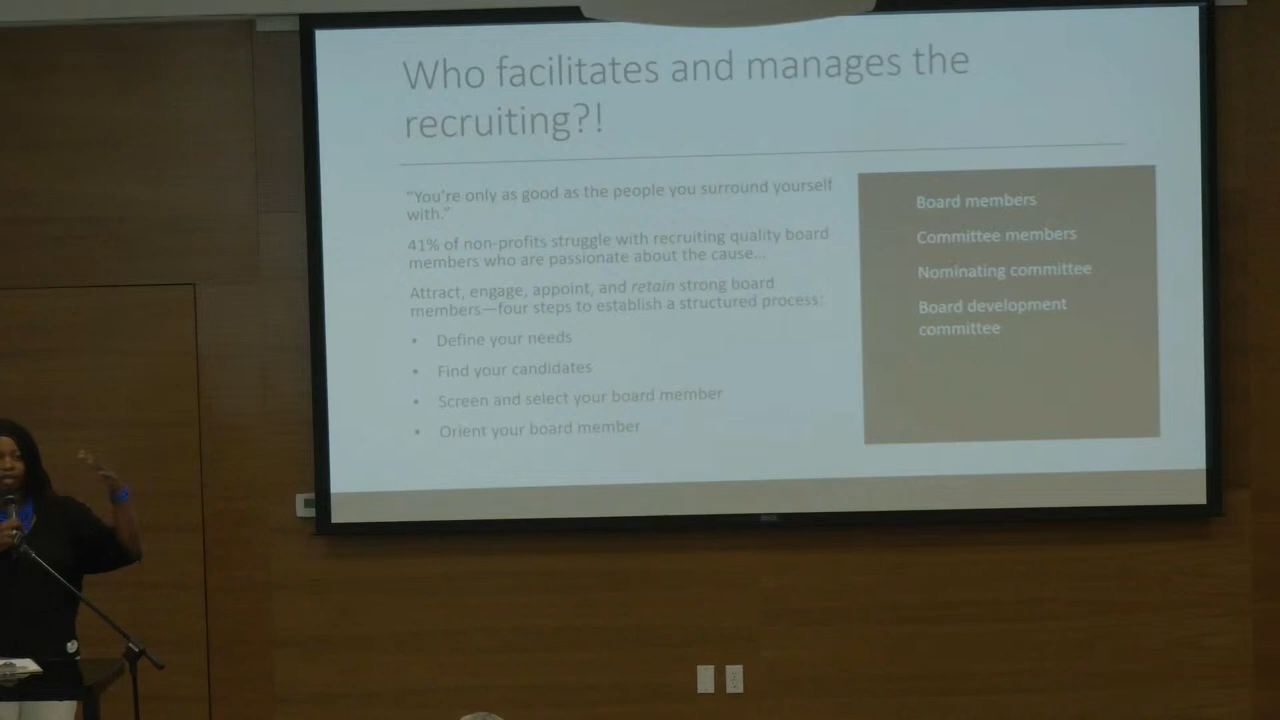 Who facilitates and manages the
recruiting?!
"You're only as good as the people you surround yourself
with."
41% of non-profits struggle with recruiting quality board
members who are passionate about the cause...
Attract, engage, appoint, and retain strong board
members—four steps to establish a structured process:
• Define your needs
• Find your candidates
• Screen and select your board member
• Orient your board member
Board members
Committee members
Nominating committee
Board development
committee